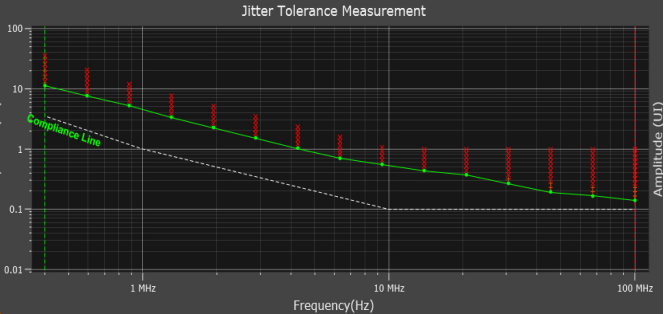 Jitter Tolerance Measurement
100
10
1
0.1
0.01
Compliance Line
Amplitude (UI)
1 MHz
10 MHz
100 MHz
Frequency(Hz)